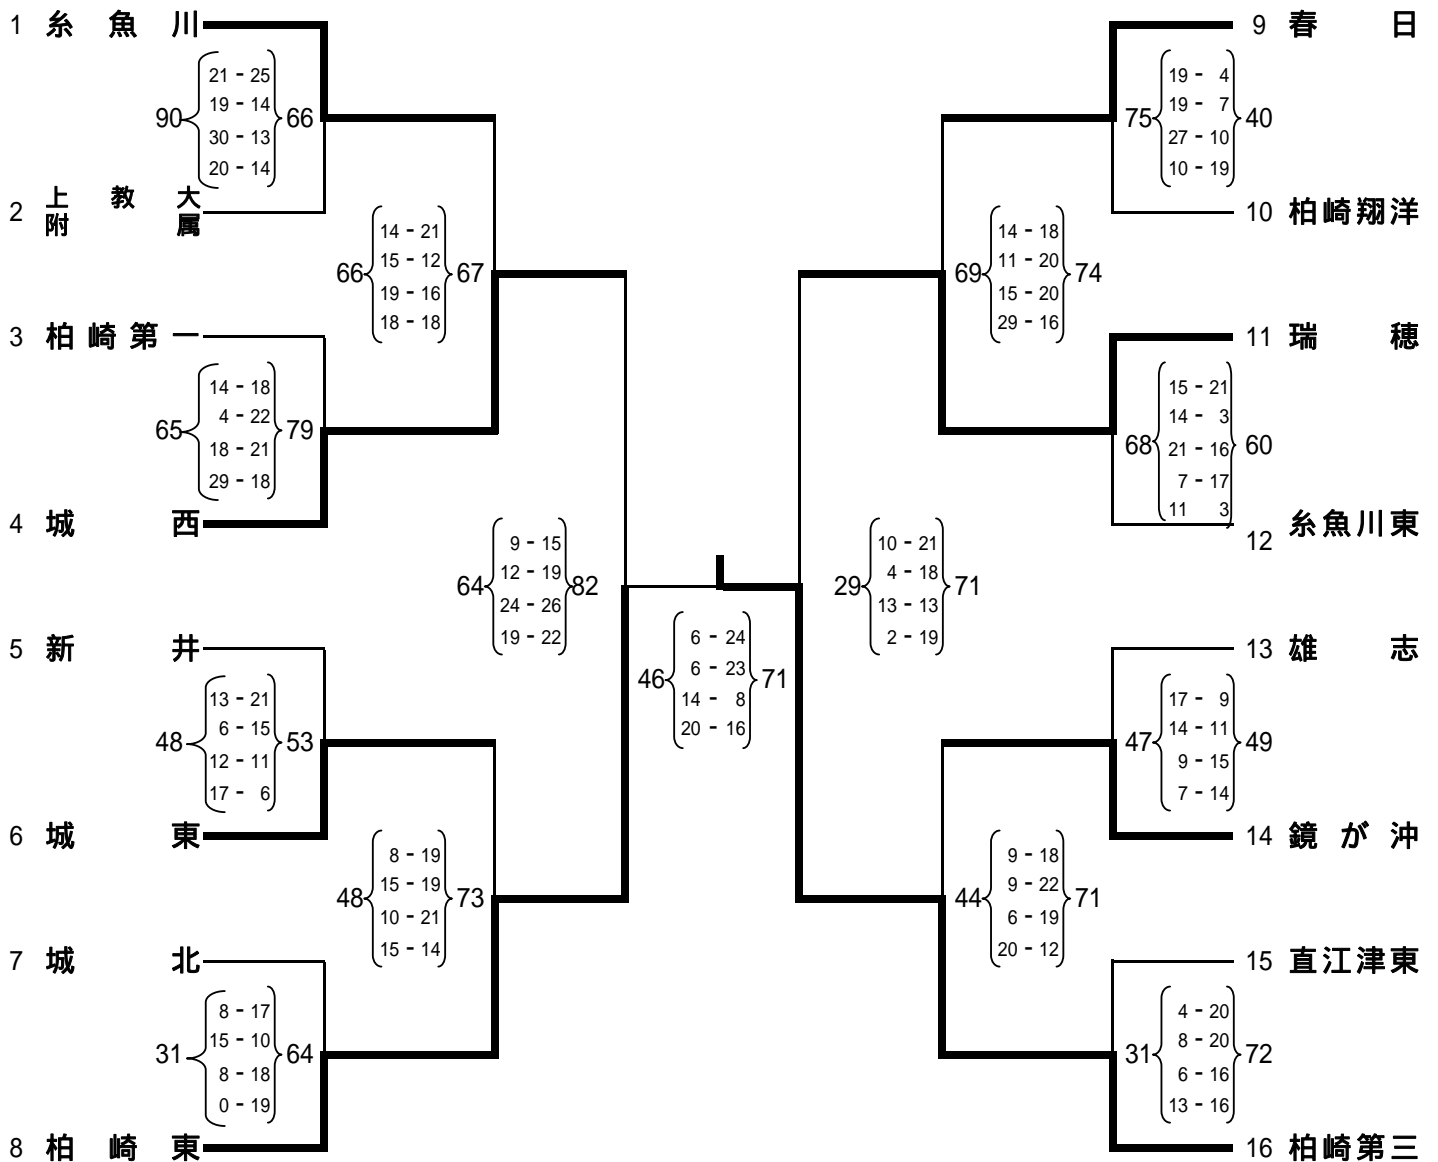 1 糸魚川
21 - 25
19 - 14
90 66
30 - 13
20 - 14
2 上教大附属
14 - 21
15 - 12
66 67
19 - 16
18 - 18
3 柏崎第一
14 - 18
4 - 22
65 79
18 - 21
29 - 18
4 城西
9 - 15
12 - 19
64 82
24 - 26
19 - 22
5 新井
13 - 21
6 - 15
48 53
12 - 11
17 - 6
6 城東
8 - 19
15 - 19
48 73
10 - 21
15 - 14
7 城北
8 - 17
15 - 10
31 64
8 - 18
0 - 19
8 柏崎東
6 - 24
6 - 23
46 71
14 - 8
20 - 16
9 春日
19 - 4
19 - 7
75 40
27 - 10
10 - 19
10 柏崎翔洋
14 - 18
11 - 20
69 74
15 - 20
29 - 16
11 瑞穂
15 - 21
14 - 3
68 60
21 - 16
7 - 17
11 3
12 糸魚川東
10 - 21
4 - 18
29 71
13 - 13
2 - 19
13 雄志
17 - 9
14 - 11
47 49
9 - 15
7 - 14
14 鏡が沖
9 - 18
9 - 22
44 71
6 - 19
20 - 12
15 直江津東
4 - 20
8 - 20
31 72
6 - 16
13 - 16
16 柏崎第三